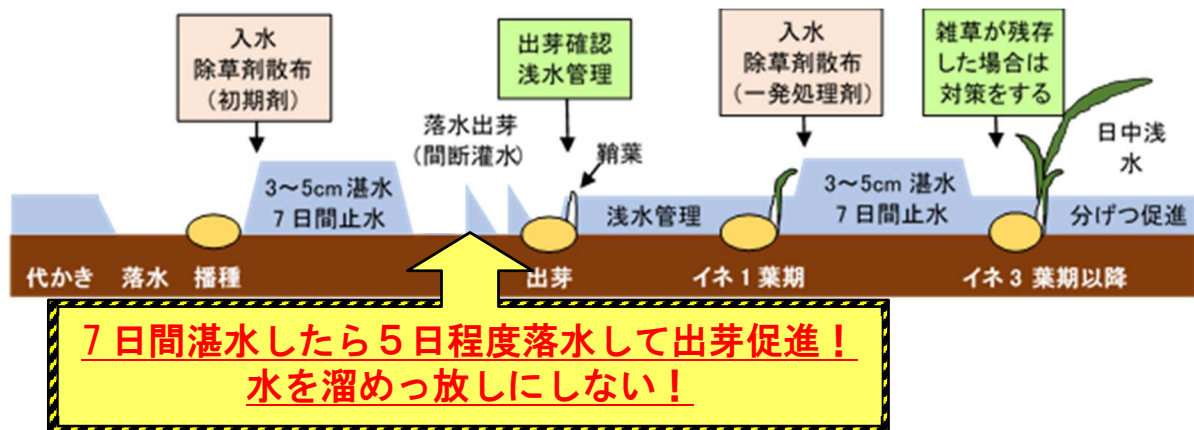 入水
除草剤散布
（初期剤）
出芽確認
浅水管理
入水
除草剤散布
（一発処理剤）
雑草が残存
した場合は
対策をする
落水出芽
（間断灌水）
鞘葉
日中浅
水
3～5cm 湛水
7 日間止水
浅水管理
3～5cm 湛水
7 日間止水
分げつ促進
代かき
落水
播種
出芽
イネ1葉期
イネ3 葉期以降
7日間湛水したら５日程度落水して出芽促進！
水を溜めっ放しにしない！